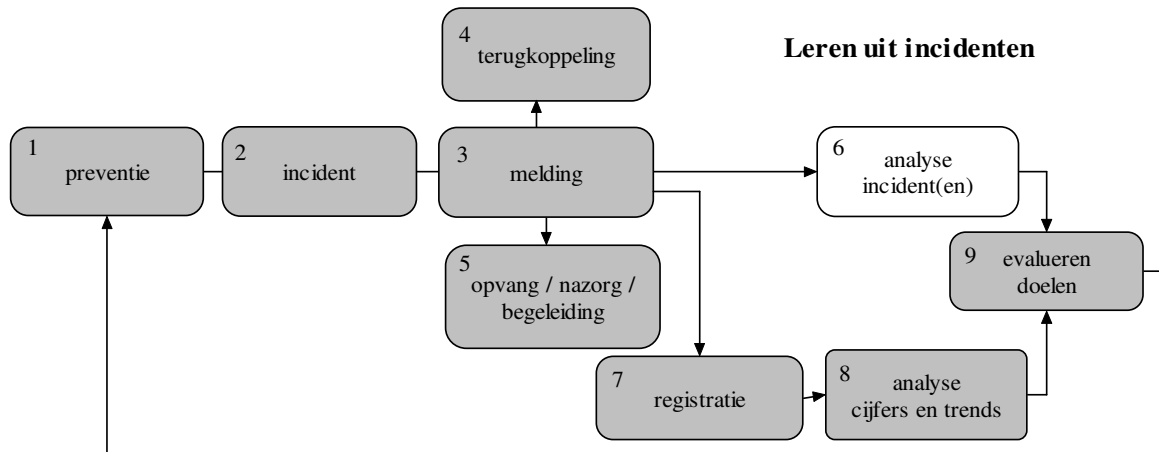 Leren uit incidenten
4
terugkoppeling
1
preventie
2
incident
3
melding
6
analyse
incident(en)
5
opvang / nazorg /
begeleiding
9
evalueren
doelen
7
registratie
8
analyse
cijfers en trends